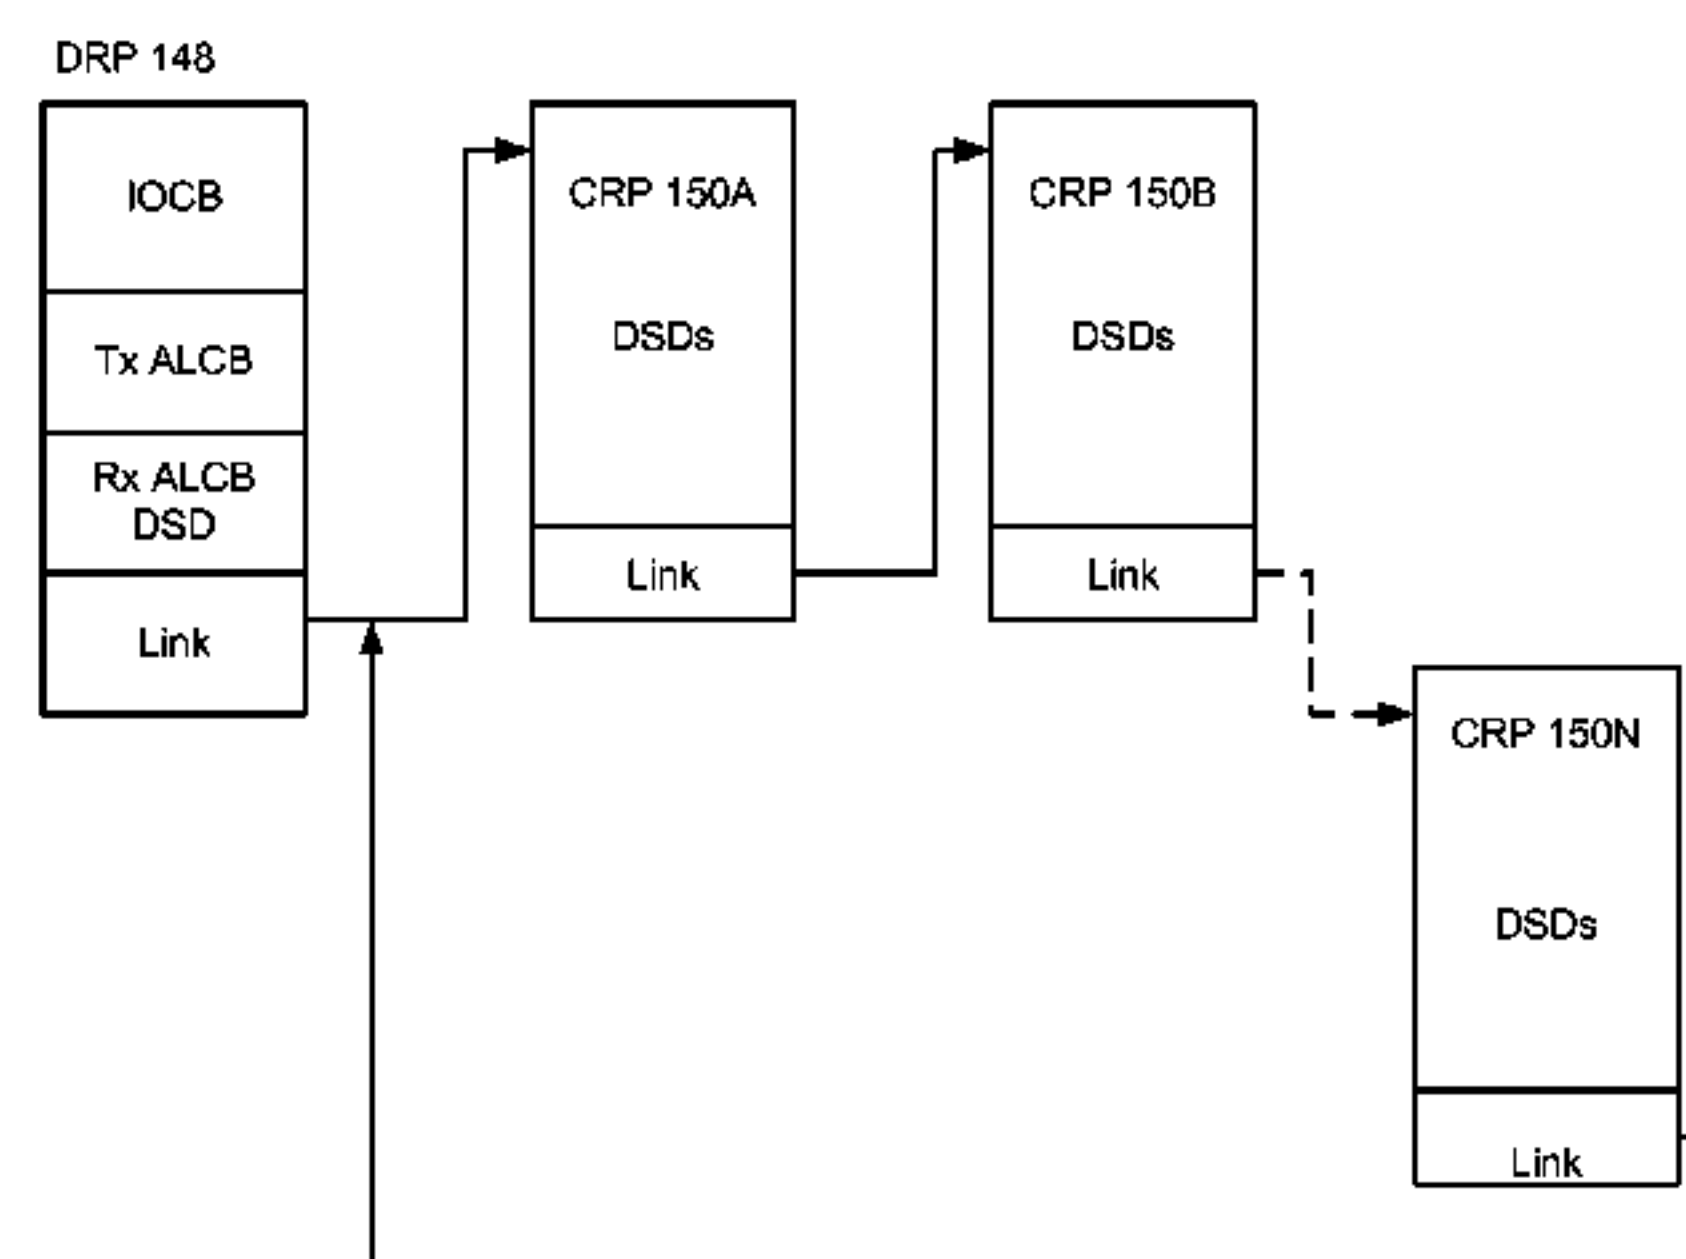 DRP 148
IOCB
Tx ALCB
Rx ALCB
DSD
Link
CRP 150A
DSDs
Link
CRP 150B
DSDs
Link
CRP 150N
DSDs
Link